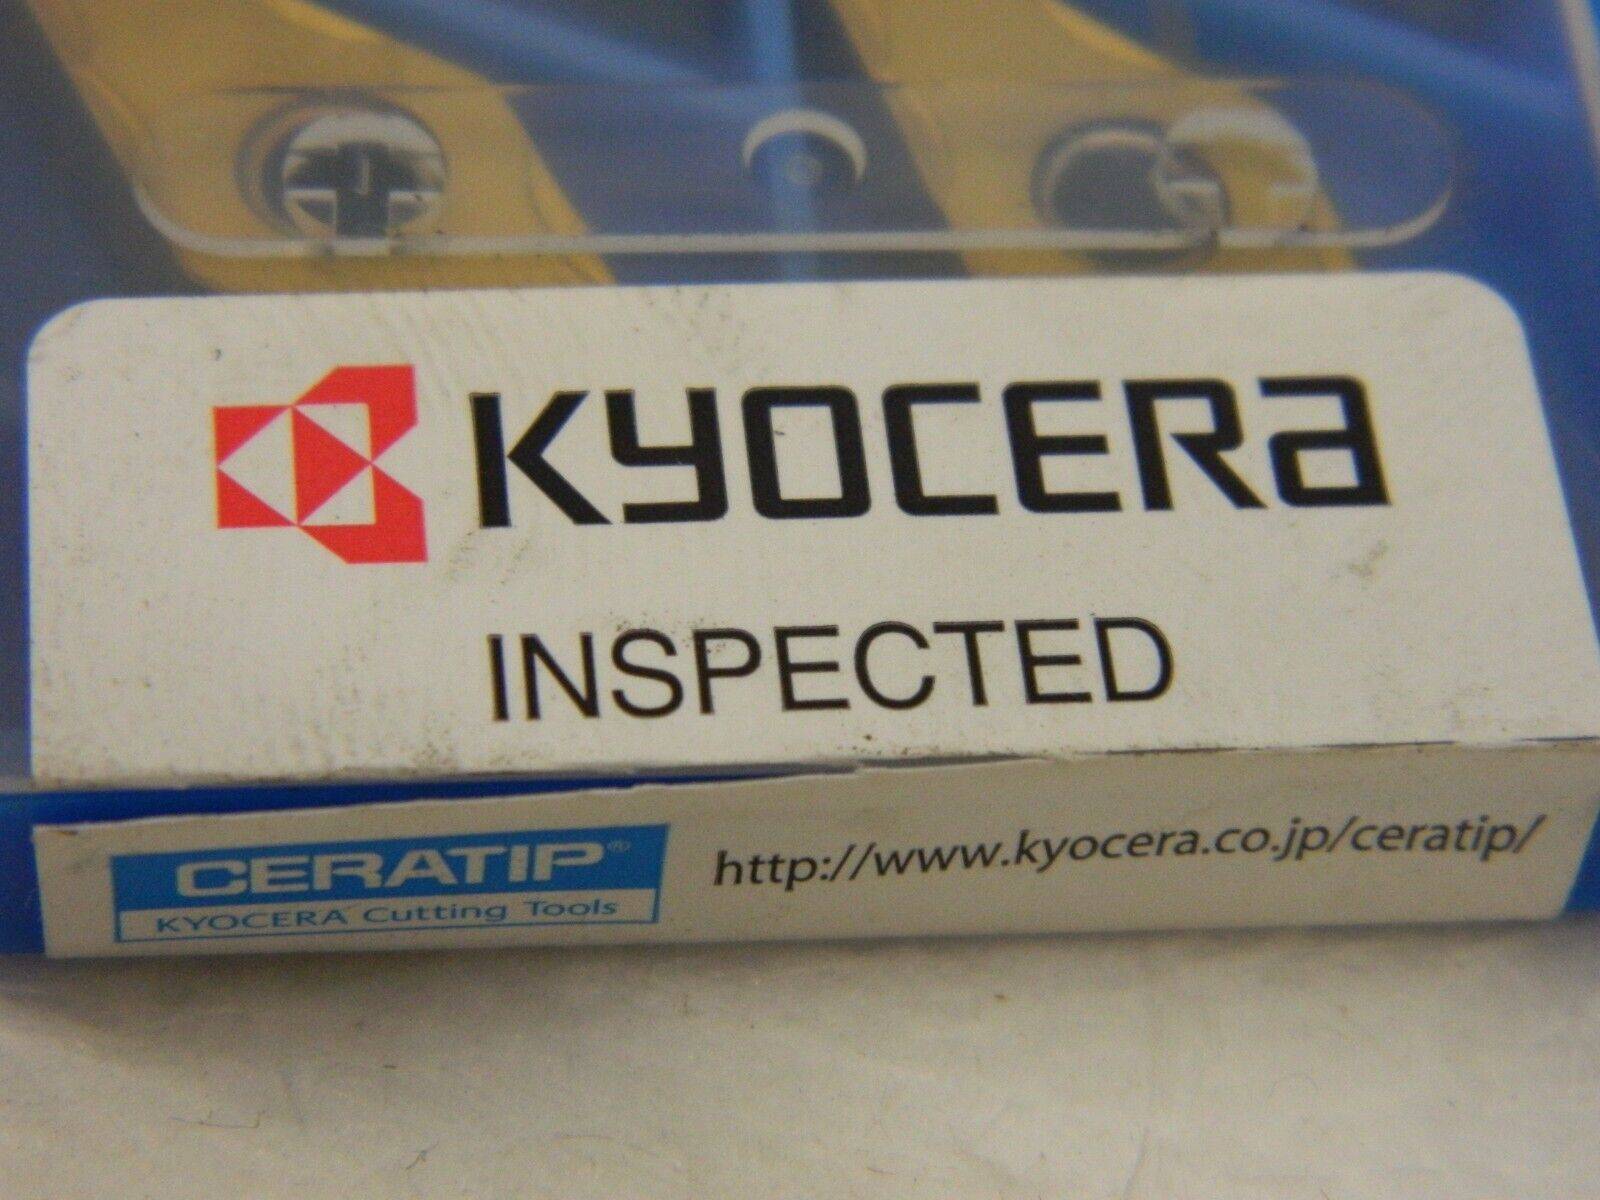 KYOCERA
INSPECTED
CERATIP®
KYOCERA Cutting Tools
http://www.kyocera.co.jp/ceratip/